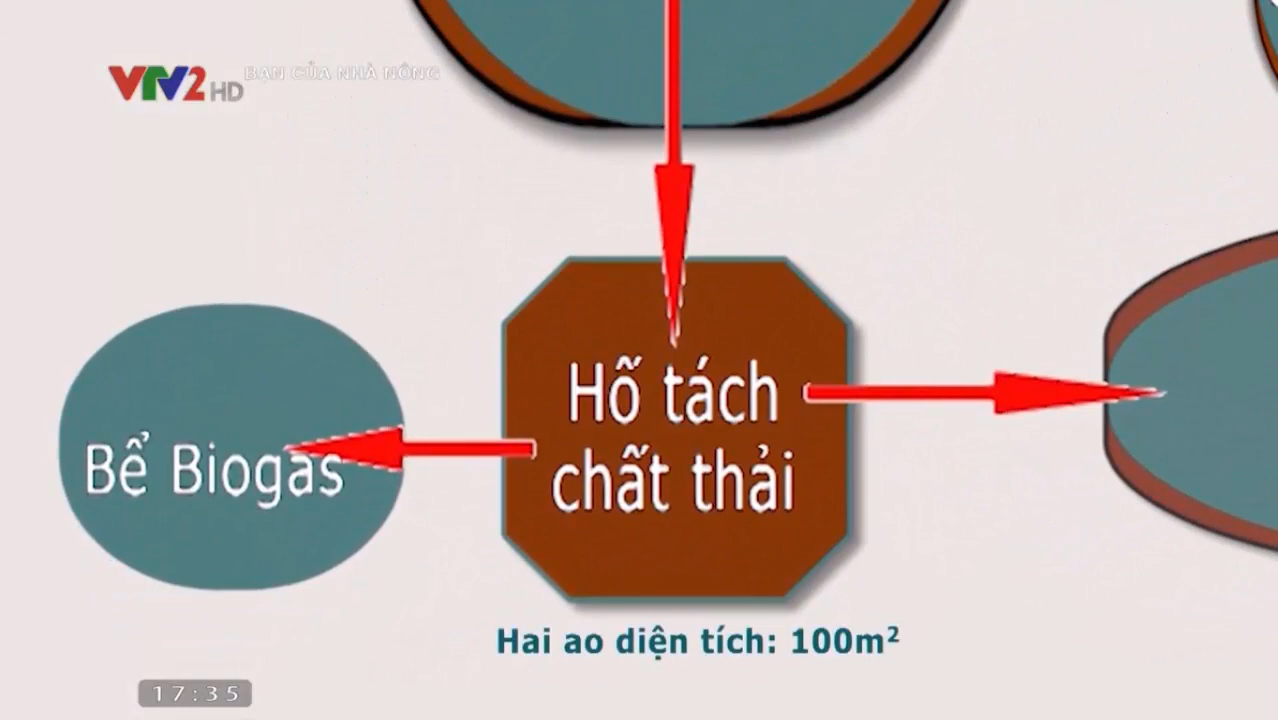 VTV2 HD
BẠN CỦA NHÀ NÔNG
Hố tách
chất thải
Bể Biogas
Hai ao diện tích: 100m²
17:35